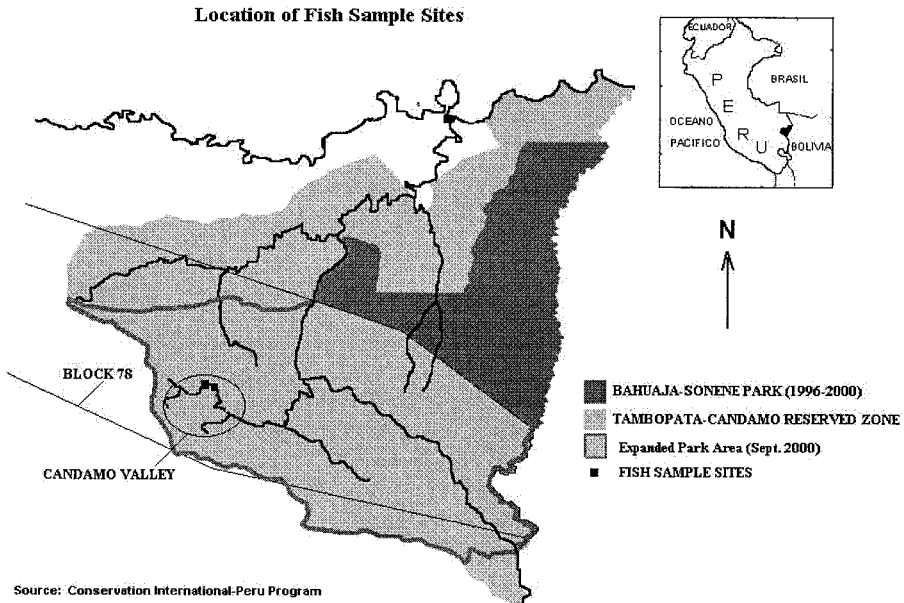 Location of Fish Sample Sites
ECUADOR
P
E
R
U
BRASIL
OCEANO
PACIFICO
BOLIVIA
N
BLOCK 78
CANDAMO VALLEY
BAHUAJA-SONENE PARK (1996-2000)
TAMBOPATA-CANDAMO RESERVED ZONE
Expanded Park Area (Sept. 2000)
FISH SAMPLE SITES
Source: Conservation International-Peru Program